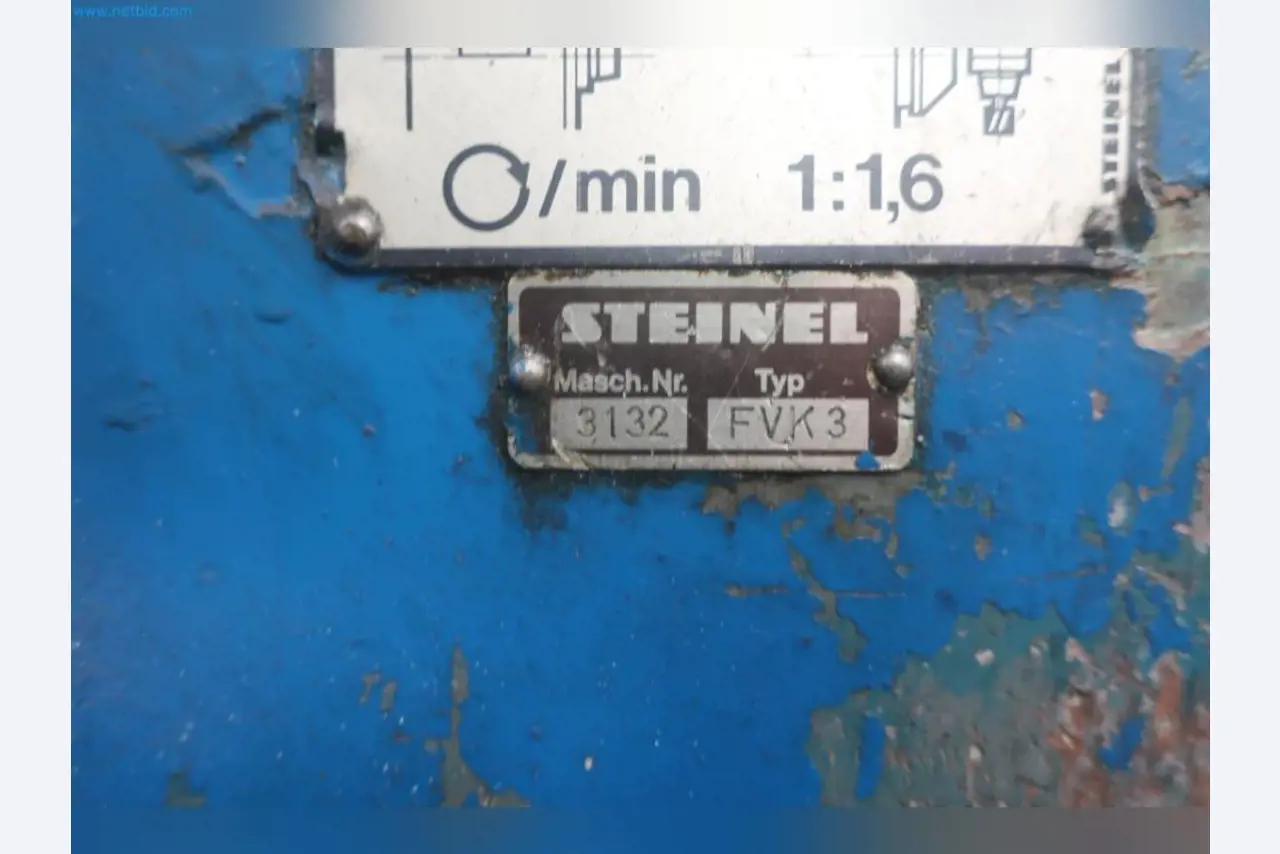 www.netbid.com
STEINEL
/min 1:1,6
STEINEL
Masch.Nr. Typ
3132 FVK3